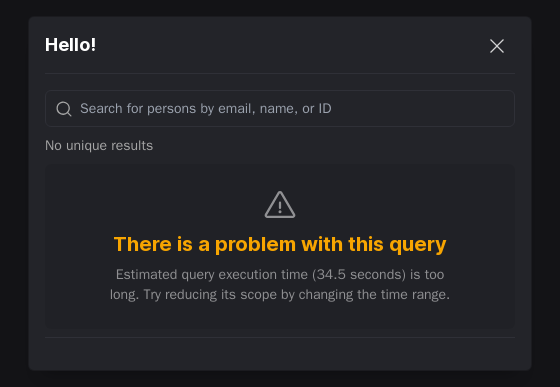 Hello!
Search for persons by email, name, or ID
No unique results
There is a problem with this query
Estimated query execution time (34.5 seconds) is too
long. Try reducing its scope by changing the time range.